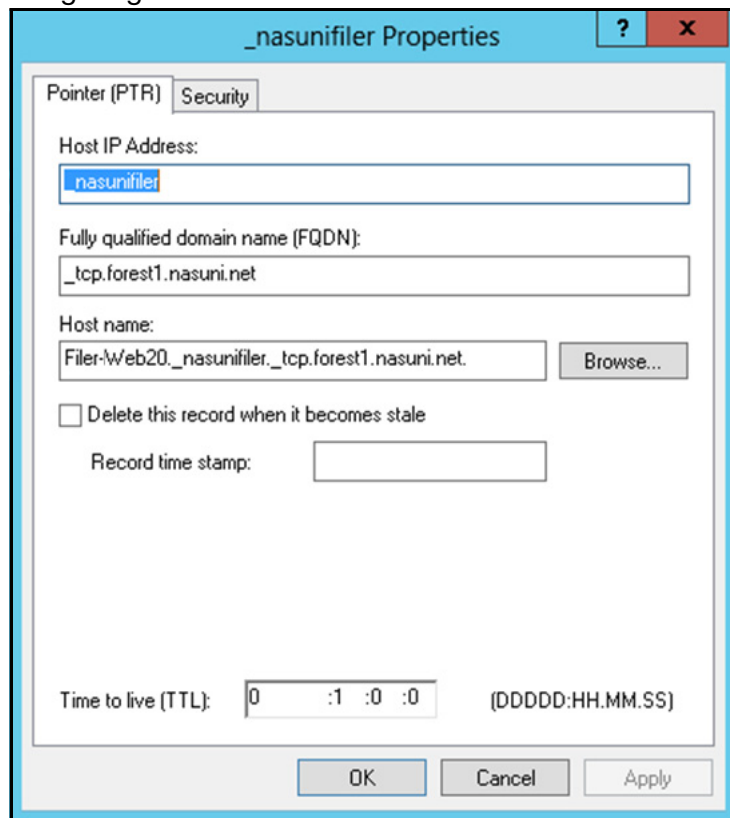 _nasunifiler Properties
? x
Pointer (PTR) Security
Host IP Address:
_nasunifiler
Fully qualified domain name (FQDN):
_tcp.forest1.nasuni.net
Host name:
Filer-Web20._nasunifiler._tcp.forest1.nasuni.net. Browse...
Delete this record when it becomes stale
Record time stamp:
Time to live (TTL): 0 :1 :0 :0 (DDDDD:HH.MM.SS)
OK Cancel Apply